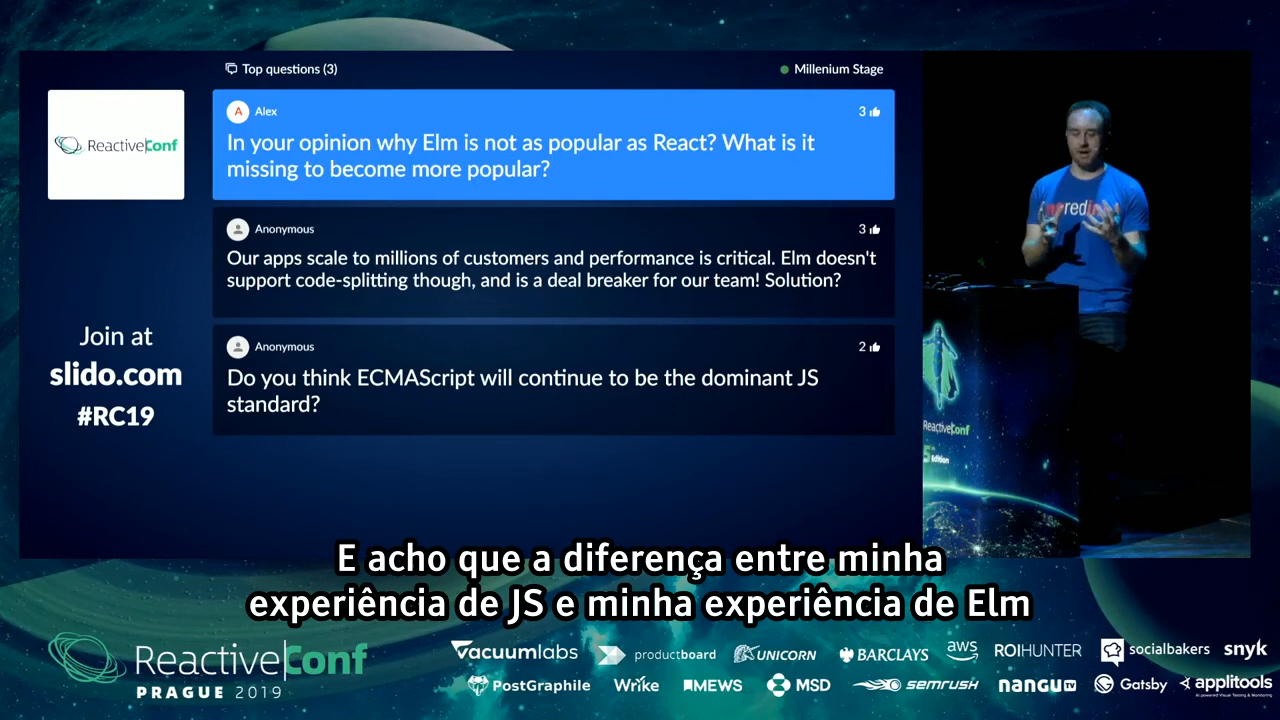 Top questions (3)
Millenium Stage
ReactiveConf
A
Alex
3
In your opinion why Elm is not as popular as React? What is it
missing to become more popular?
Anonymous
3
Our apps scale to millions of customers and performance is critical. Elm doesn't
support code-splitting though, and is a deal breaker for our team! Solution?
Anonymous
2
Do you think ECMAScript will continue to be the dominant JS
standard?
Join at
slido.com
#RC19
ReactiveConf
Edition
E acho que a diferença entre minha
experiência de JS e minha experiência de Elm
ReactiveConf
PRAGUE 2019
Vacuumlabs productboard UNICORN BARCLAYS aws ROIHUNTER socialbakers snyk
PostGraphile Wrike MEWS MSD semrush nangu TV Gatsby applitools